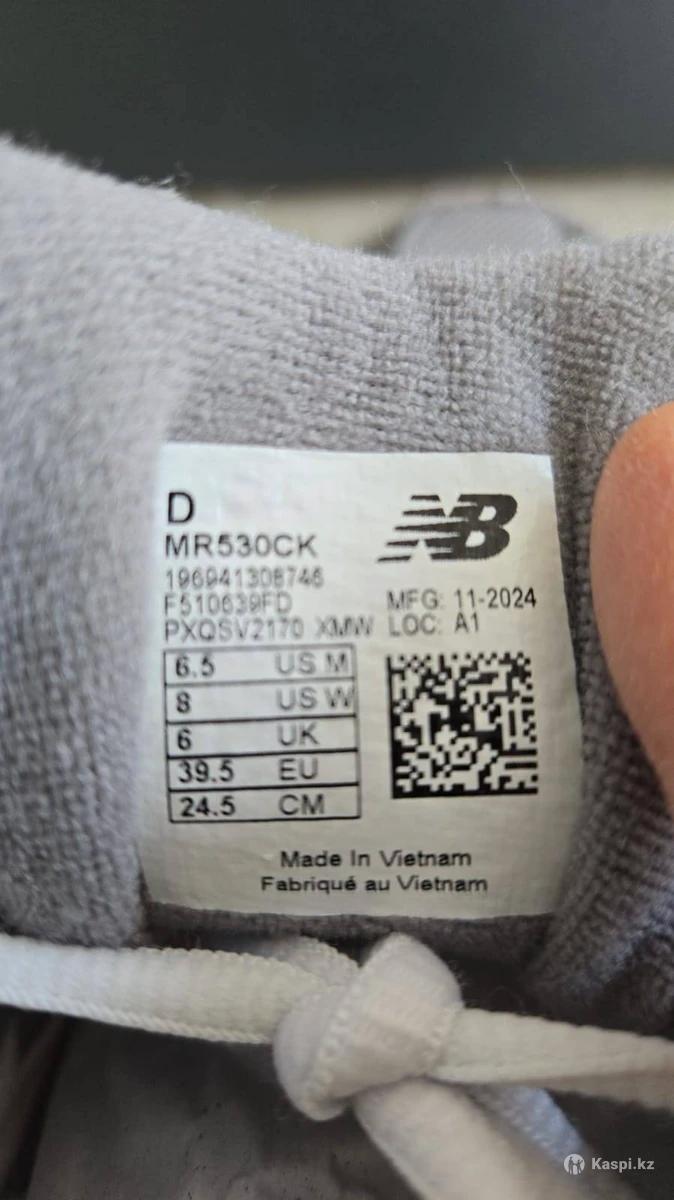 D
NB
MR530CK
196941308746
F510639FD
MFG: 11-2024
PXQSV2170 XMW
LOC: A1
6.5 US M
8 US W
6 UK
39.5 EU
24.5 CM
Made In Vietnam
Fabriqué au Vietnam
Kaspi.kz